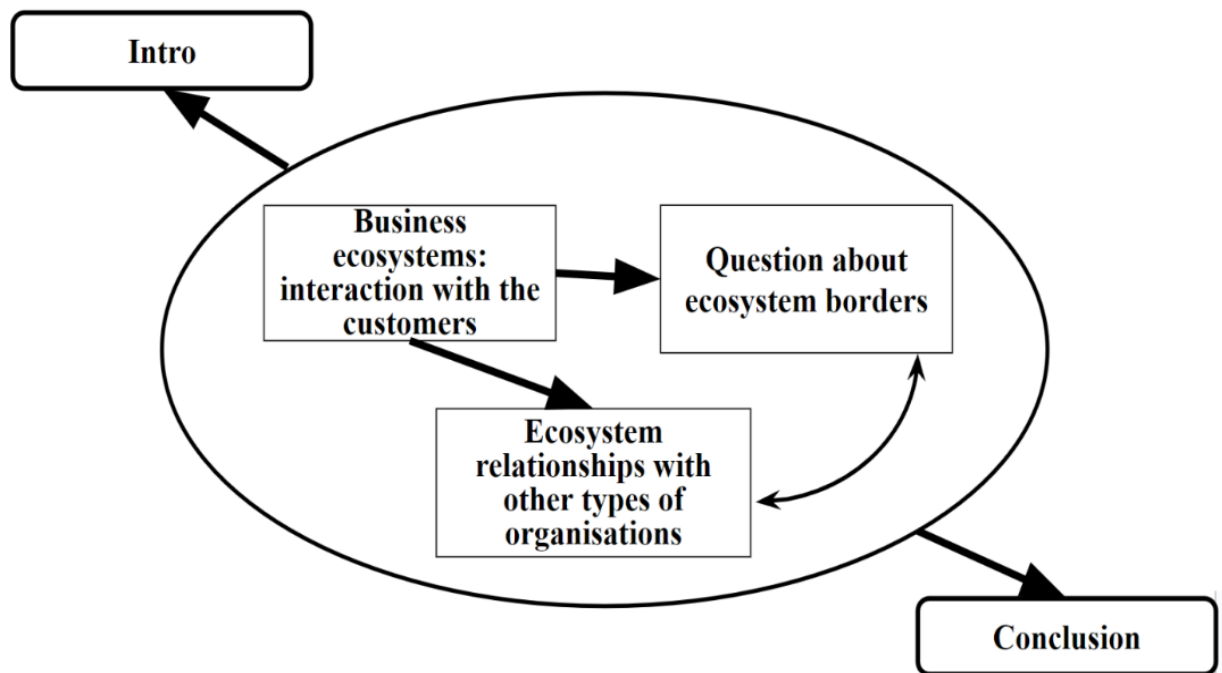 Intro
Business
ecosystems:
interaction with the
customers
Question about
ecosystem borders
Ecosystem
relationships with
other types of
organisations
Conclusion